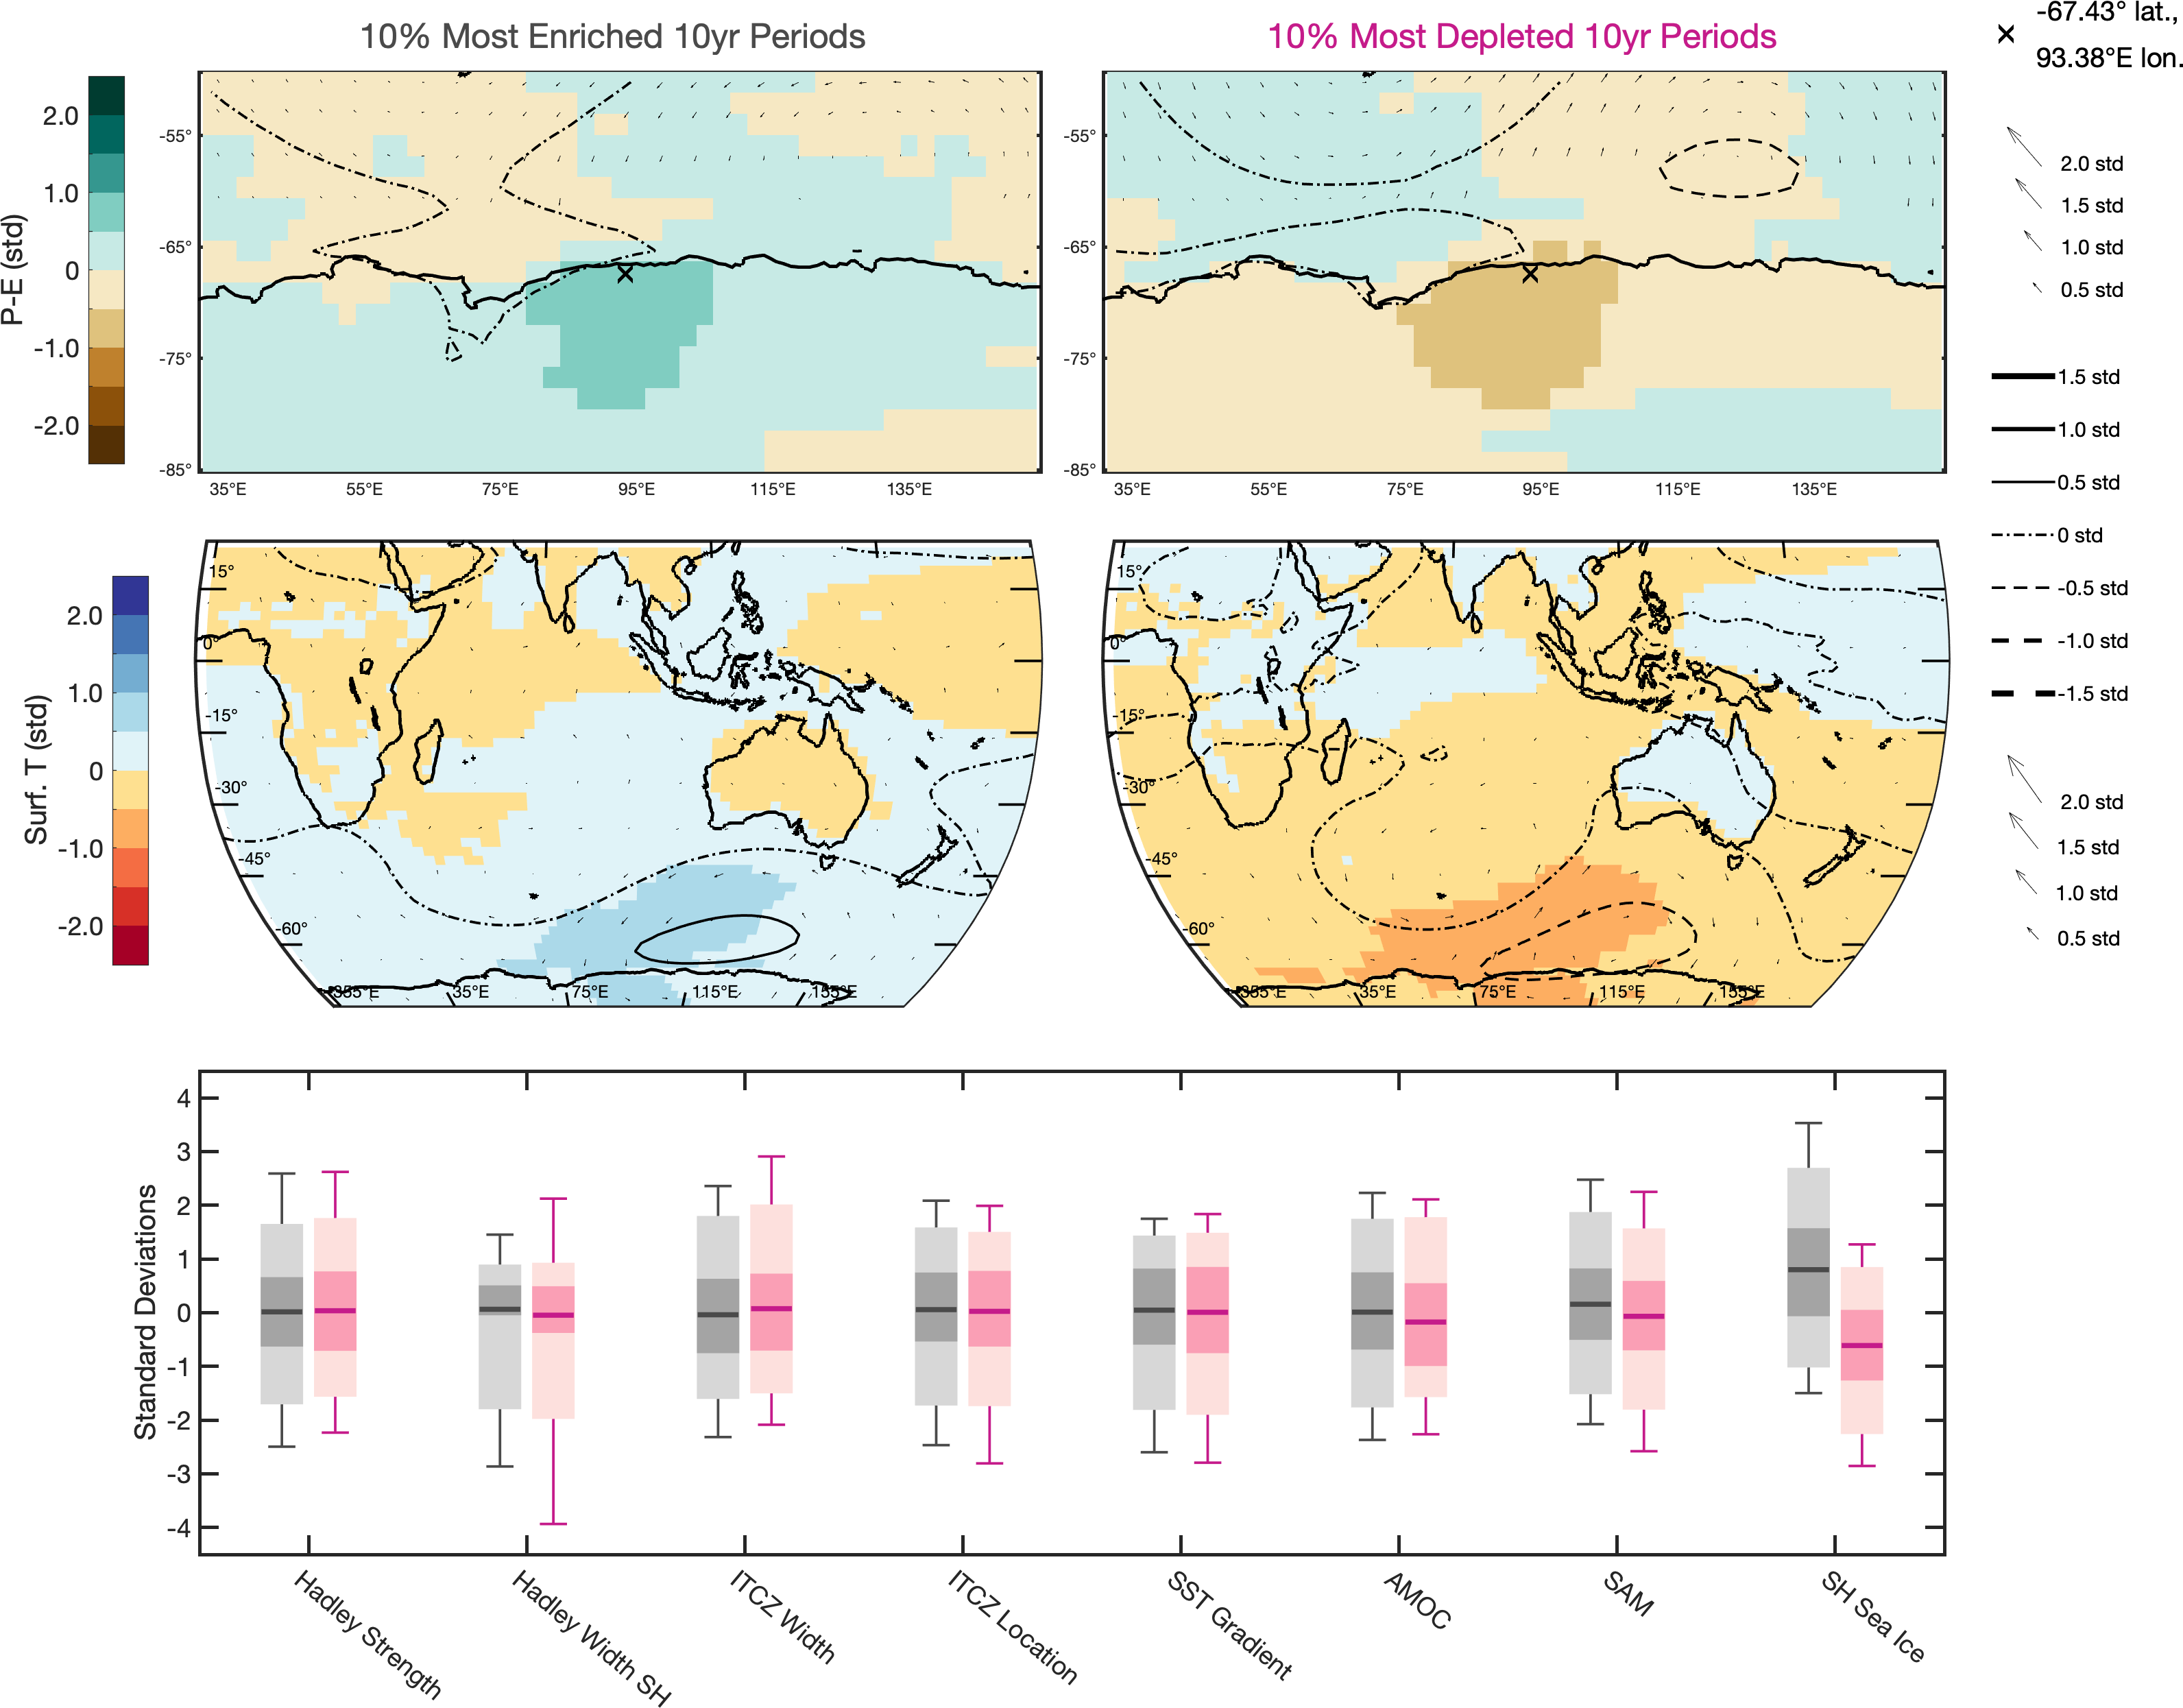 10% Most Enriched 10yr Periods
10% Most Depleted 10yr Periods
-67.43° lat.,
93.38°E lon.
P-E (std)
2.0
1.0
0
-1.0
-2.0
-55°
-65°
-75°
-85°
35°E 55°E 75°E 95°E 115°E 135°E
-55°
-65°
-75°
-85°
35°E 55°E 75°E 95°E 115°E 135°E
2.0 std
1.5 std
1.0 std
0.5 std
1.5 std
1.0 std
0.5 std
0 std
-0.5 std
-1.0 std
-1.5 std
Surf. T (std)
2.0
1.0
0
-1.0
-2.0
15°
0°
-15°
-30°
-45°
-60°
355°E 35°E 75°E 115°E 155°E
15°
0°
-15°
-30°
-45°
-60°
355°E 35°E 75°E 115°E 155°E
2.0 std
1.5 std
1.0 std
0.5 std
Standard Deviations
4
3
2
1
0
-1
-2
-3
-4
Hadley Strength
Hadley Width SH
ITCZ Width
ITCZ Location
SST Gradient
AMOC
SAM
SH Sea Ice